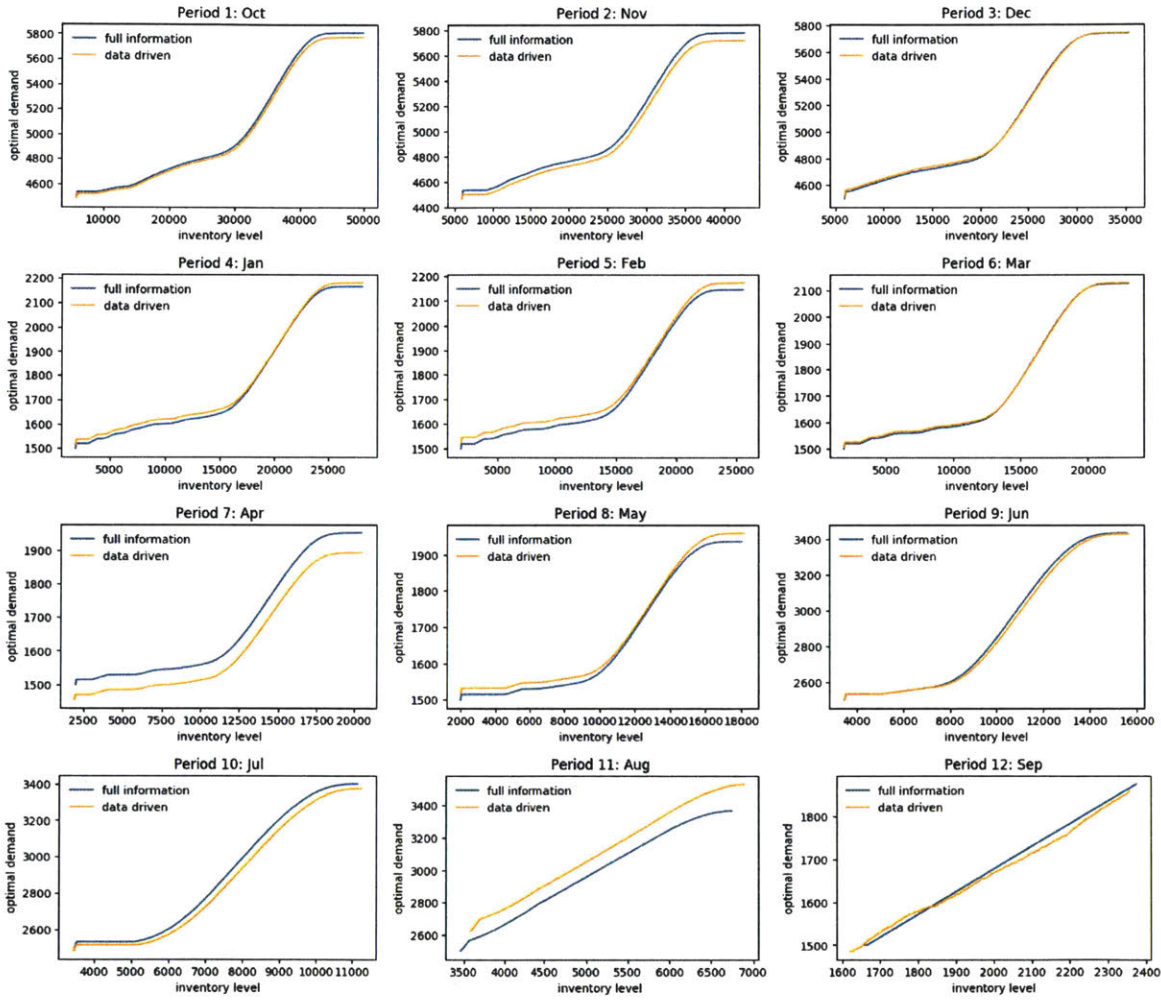 Period 1: Oct
full information
data driven
optimal demand
5800
5600
5400
5200
5000
4800
4600
10000 20000 30000 40000 50000
inventory level
Period 2: Nov
full information
data driven
optimal demand
5800
5600
5400
5200
5000
4800
4600
4400
5000 10000 15000 20000 25000 30000 35000 40000
inventory level
Period 3: Dec
full information
data driven
optimal demand
5800
5600
5400
5200
5000
4800
4600
5000 10000 15000 20000 25000 30000 35000
inventory level
Period 4: Jan
full information
data driven
optimal demand
2200
2100
2000
1900
1800
1700
1600
1500
5000 10000 15000 20000 25000
inventory level
Period 5: Feb
full information
data driven
optimal demand
2200
2100
2000
1900
1800
1700
1600
1500
5000 10000 15000 20000 25000
inventory level
Period 6: Mar
full information
data driven
optimal demand
2100
2000
1900
1800
1700
1600
1500
5000 10000 15000 20000
inventory level
Period 7: Apr
full information
data driven
optimal demand
1900
1800
1700
1600
1500
2500 5000 7500 10000 12500 15000 17500 20000
inventory level
Period 8: May
full information
data driven
optimal demand
1900
1800
1700
1600
1500
2000 4000 6000 8000 10000 12000 14000 16000 18000
inventory level
Period 9: Jun
full information
data driven
optimal demand
3400
3200
3000
2800
2600
4000 6000 8000 10000 12000 14000 16000
inventory level
Period 10: Jul
full information
data driven
optimal demand
3400
3200
3000
2800
2600
4000 5000 6000 7000 8000 9000 10000 11000
inventory level
Period 11: Aug
full information
data driven
optimal demand
3400
3200
3000
2800
2600
3500 4000 4500 5000 5500 6000 6500 7000
inventory level
Period 12: Sep
full information
data driven
optimal demand
1800
1700
1600
1500
1600 1700 1800 1900 2000 2100 2200 2300 2400
inventory level